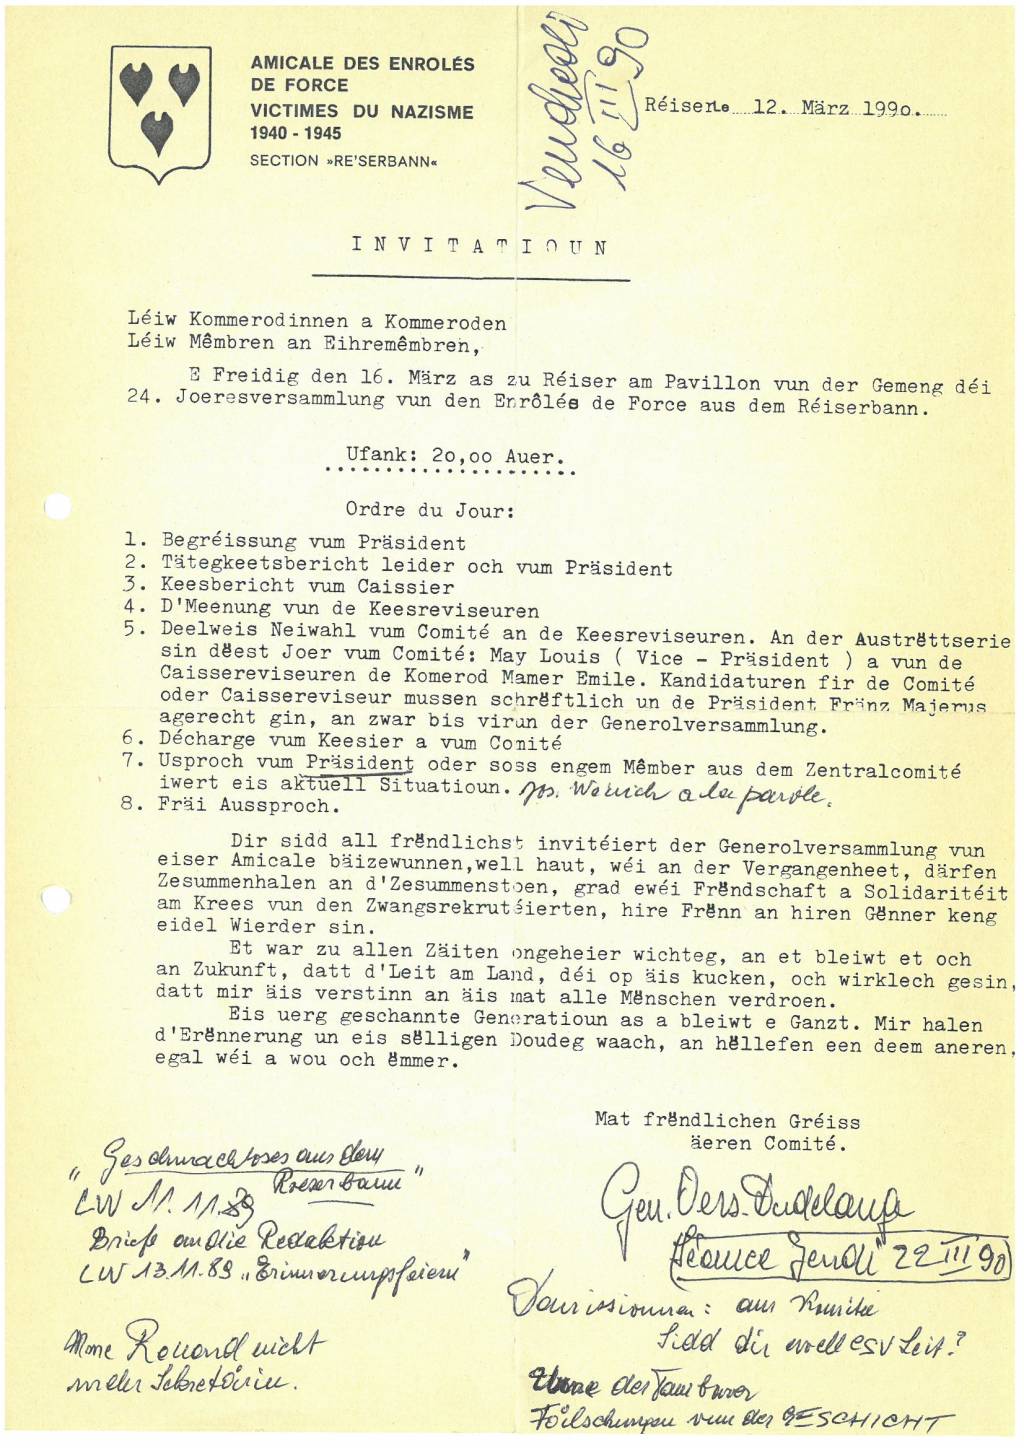 AMICALE DES ENROLÉS
DE FORCE
VICTIMES DU NAZISME
1940 - 1945
SECTION »RE'SERBANN«
Vendredi
16 III 90
Réiser le 12. März 1990.
INVITATIOUN
Léiw Kommerodinnen a Kommeroden
Léiw Mêmbren an Eihremêmbren,
E Freidig den 16. März as zu Réiser am Pavillon vun der Gemeng déi
24. Joeresversammlung vun den Enrôlés de Force aus dem Réiserbann.
Ufank: 20,00 Auer.
Ordre du Jour:
1. Begréissung vum Präsident
2. Tätegkeetsbericht leider och vum Präsident
3. Keesbericht vum Caissier
4. D'Meenung vun de Keesreviseuren
5. Deelweis Neiwahl vum Comité an de Keesreviseuren. An der Austrëttserie
sin dëest Joer vum Comité: May Louis ( Vice - Präsident ) a vun de
Caissereviseuren de Komerod Mamer Emile. Kandidaturen fir de Comité
oder Caissereviseur mussen schrëftlich un de Präsident Fränz Majerus
agerecht gin, an zwar bis virun der Generolversammlung.
6. Décharge vum Keesier a vum Comité
7. Usproch vum Präsident oder soss engem Mêmber aus dem Zentralcomité
iwert eis aktuell Situatioun. Jos. Weirich a la parole.
8. Fräi Aussproch.
Dir sidd all frëndlichst invitéiert der Generolversammlung vun
eiser Amicale bäizewunnen,well haut, wéi an der Vergangenheet, därfen
Zesummenhalen an d'Zesummenstoen, grad ewéi Frëndschaft a Solidaritéit
am Krees vun den Zwangsrekrutéierten, hire Frënn an hiren Gënner keng
eidel Wierder sin.
Et war zu allen Zäiten ongeheier wichteg, an et bleiwt et och
an Zukunft, datt d'Leit am Land, déi op äis kucken, och wirklech gesin,
datt mir äis verstinn an äis mat alle Mënschen verdroen.
Eis uerg geschannte Generatioun as a bleiwt e Ganzt. Mir halen
d'Erënnerung un eis sëlligen Doudeg waach, an hëllefen een deem aneren,
egal wéi a wou och ëmmer.
Mat frëndlichen Gréiss
äeren Comité.
"Geschmackloses aus dem
Roeserbann"
LW 11.11.89
Briefe an die Redaktion
LW 13.11.89 "Erinnerungsfeiern"
Mme Rouard nicht
mehr Sekretärin.
Gen. Vers. Dudelange
Séance Jeudi 22 III 90
Demissionnéren: aus Komitee
Sidd dir woell CSV Leit?
der Tambouer
Fälschungen vun der GESCHICHT